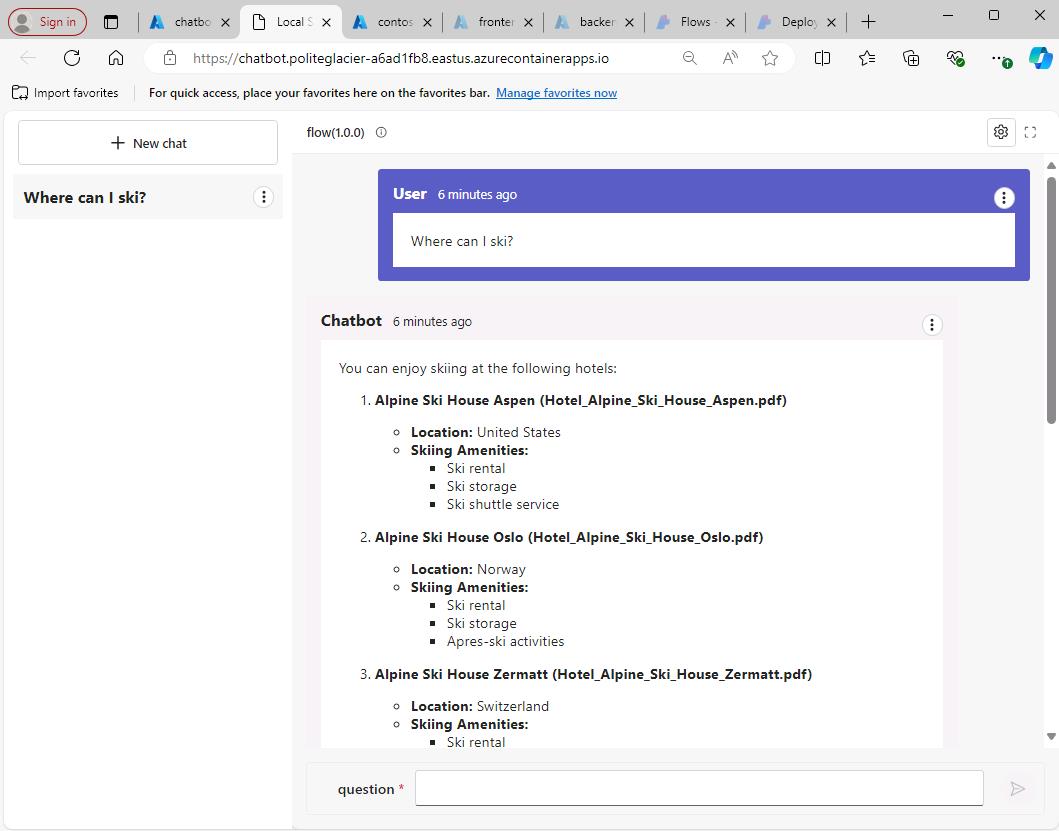 Sign in
chatbo
Local S
contos
fronter
backer
Flows -
Deploy
https://chatbot.politeglacier-a6ad1fb8.eastus.azurecontainerapps.io
Import favorites
For quick access, place your favorites here on the favorites bar. Manage favorites now
+ New chat
flow(1.0.0)
Where can I ski?
User 6 minutes ago
Where can I ski?
Chatbot 6 minutes ago
You can enjoy skiing at the following hotels:
1. Alpine Ski House Aspen (Hotel_Alpine_Ski_House_Aspen.pdf)
Location: United States
Skiing Amenities:
Ski rental
Ski storage
Ski shuttle service
2. Alpine Ski House Oslo (Hotel_Alpine_Ski_House_Oslo.pdf)
Location: Norway
Skiing Amenities:
Ski rental
Ski storage
Apres-ski activities
3. Alpine Ski House Zermatt (Hotel_Alpine_Ski_House_Zermatt.pdf)
Location: Switzerland
Skiing Amenities:
Ski rental
question *